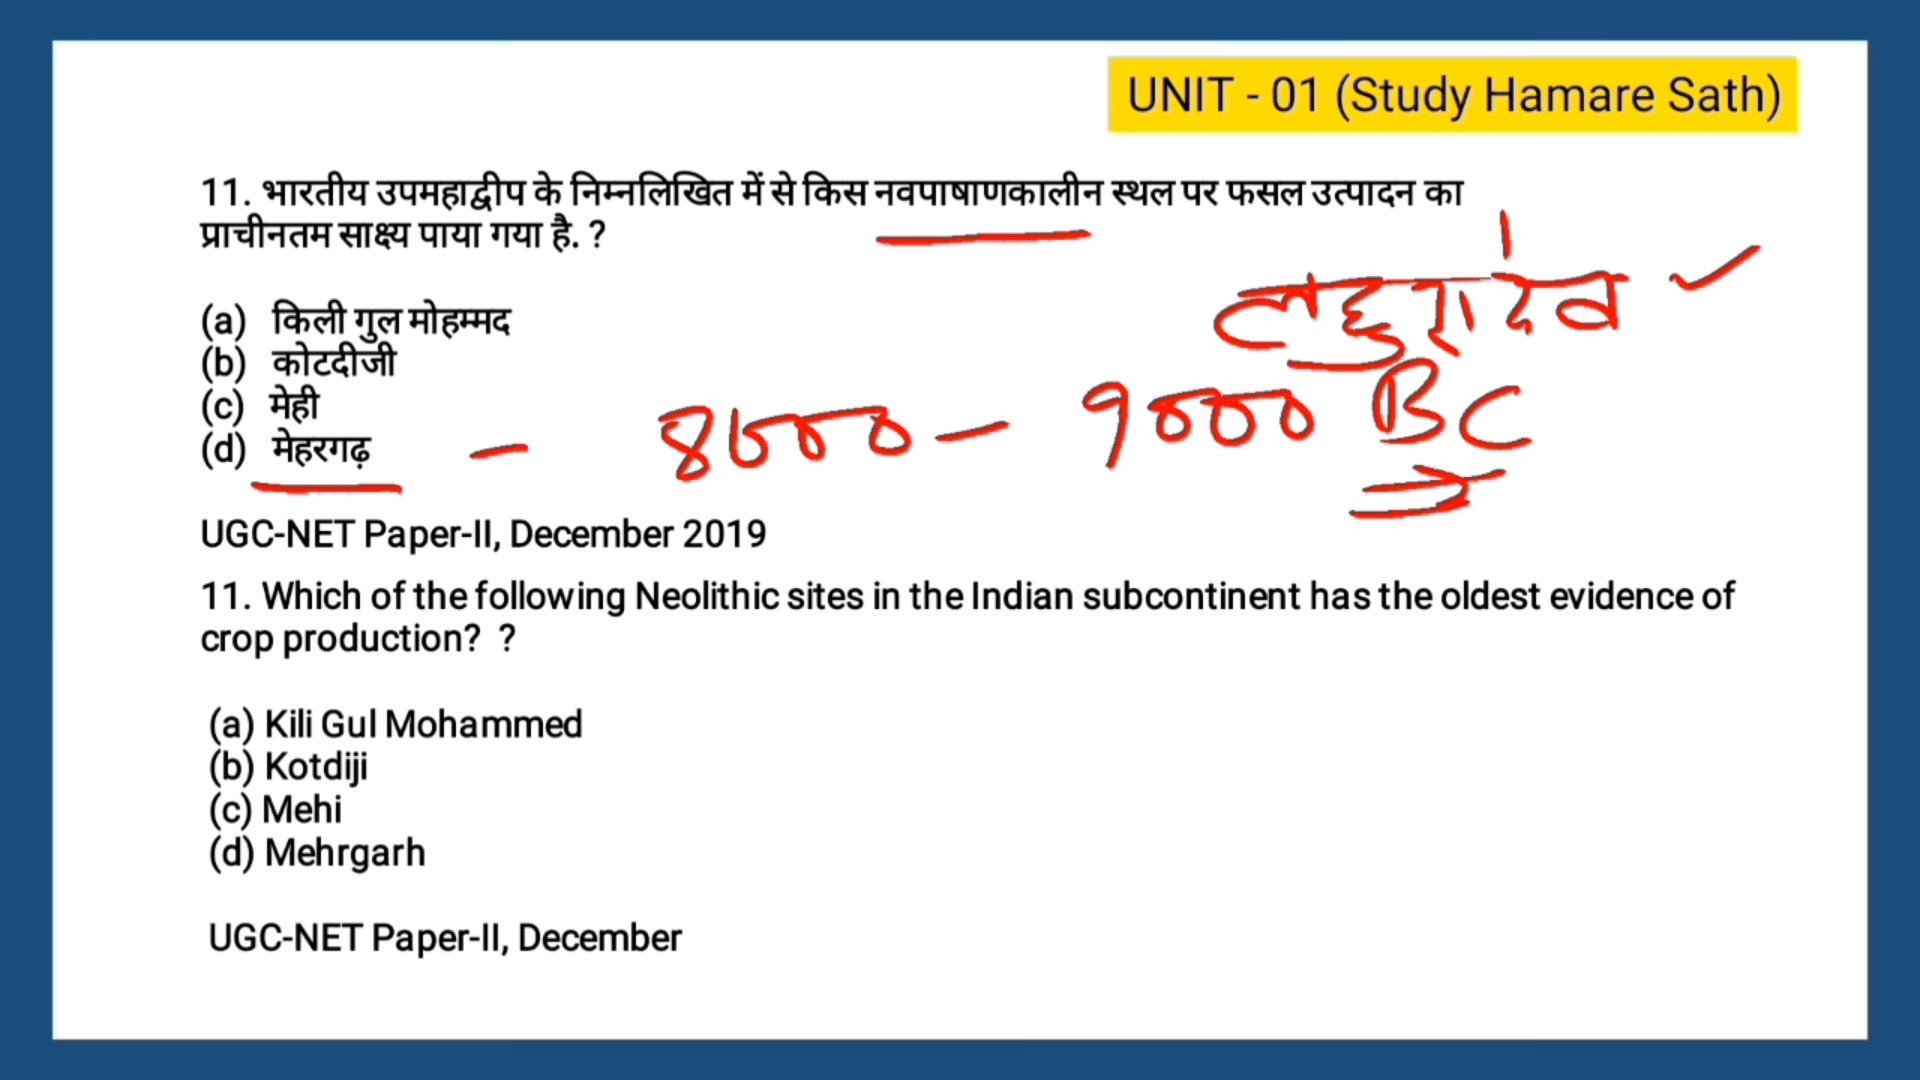 UNIT - 01 (Study Hamare Sath)
11. भारतीय उपमहाद्वीप के निम्नलिखित में से किस नवपाषाणकालीन स्थल पर फसल उत्पादन का
प्राचीनतम साक्ष्य पाया गया है. ?
लहुरादेव
(a) किली गुल मोहम्मद
(b) कोटदीजी
(c) मेही
(d) मेहरगढ़ - 8000 - 9000 BC
UGC-NET Paper-II, December 2019
11. Which of the following Neolithic sites in the Indian subcontinent has the oldest evidence of
crop production? ?
(a) Kili Gul Mohammed
(b) Kotdiji
(c) Mehi
(d) Mehrgarh
UGC-NET Paper-II, December